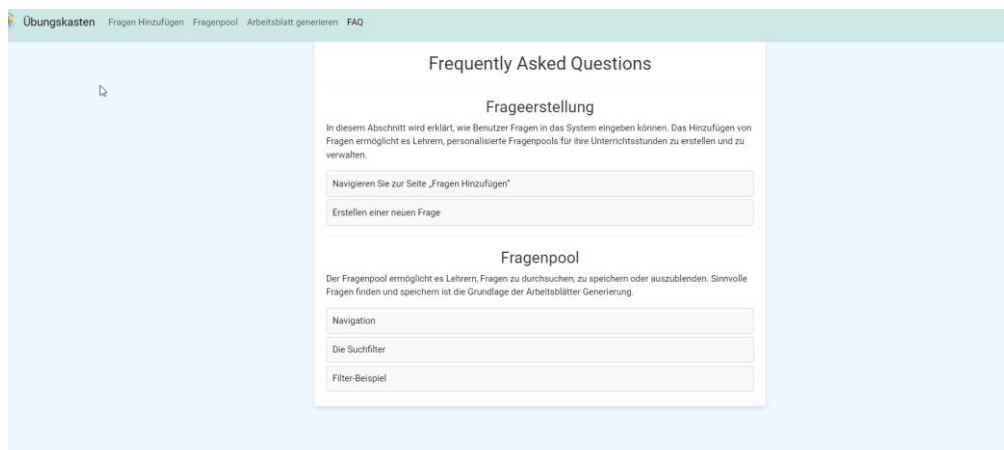 Übungskasten Fragen Hinzufügen Fragenpool Arbeitsblatt generieren FAQ
Frequently Asked Questions
Frageerstellung
In diesem Abschnitt wird erklärt, wie Benutzer Fragen in das System eingeben können. Das Hinzufügen von
Fragen ermöglicht es Lehrern, personalisierte Fragenpools für ihre Unterrichtsstunden zu erstellen und zu
verwalten.
Navigieren Sie zur Seite „Fragen Hinzufügen“
Erstellen einer neuen Frage
Fragenpool
Der Fragenpool ermöglicht es Lehrern, Fragen zu durchsuchen, zu speichern oder auszublenden. Sinnvolle
Fragen finden und speichern ist die Grundlage der Arbeitsblätter Generierung.
Navigation
Die Suchfilter
Filter-Beispiel